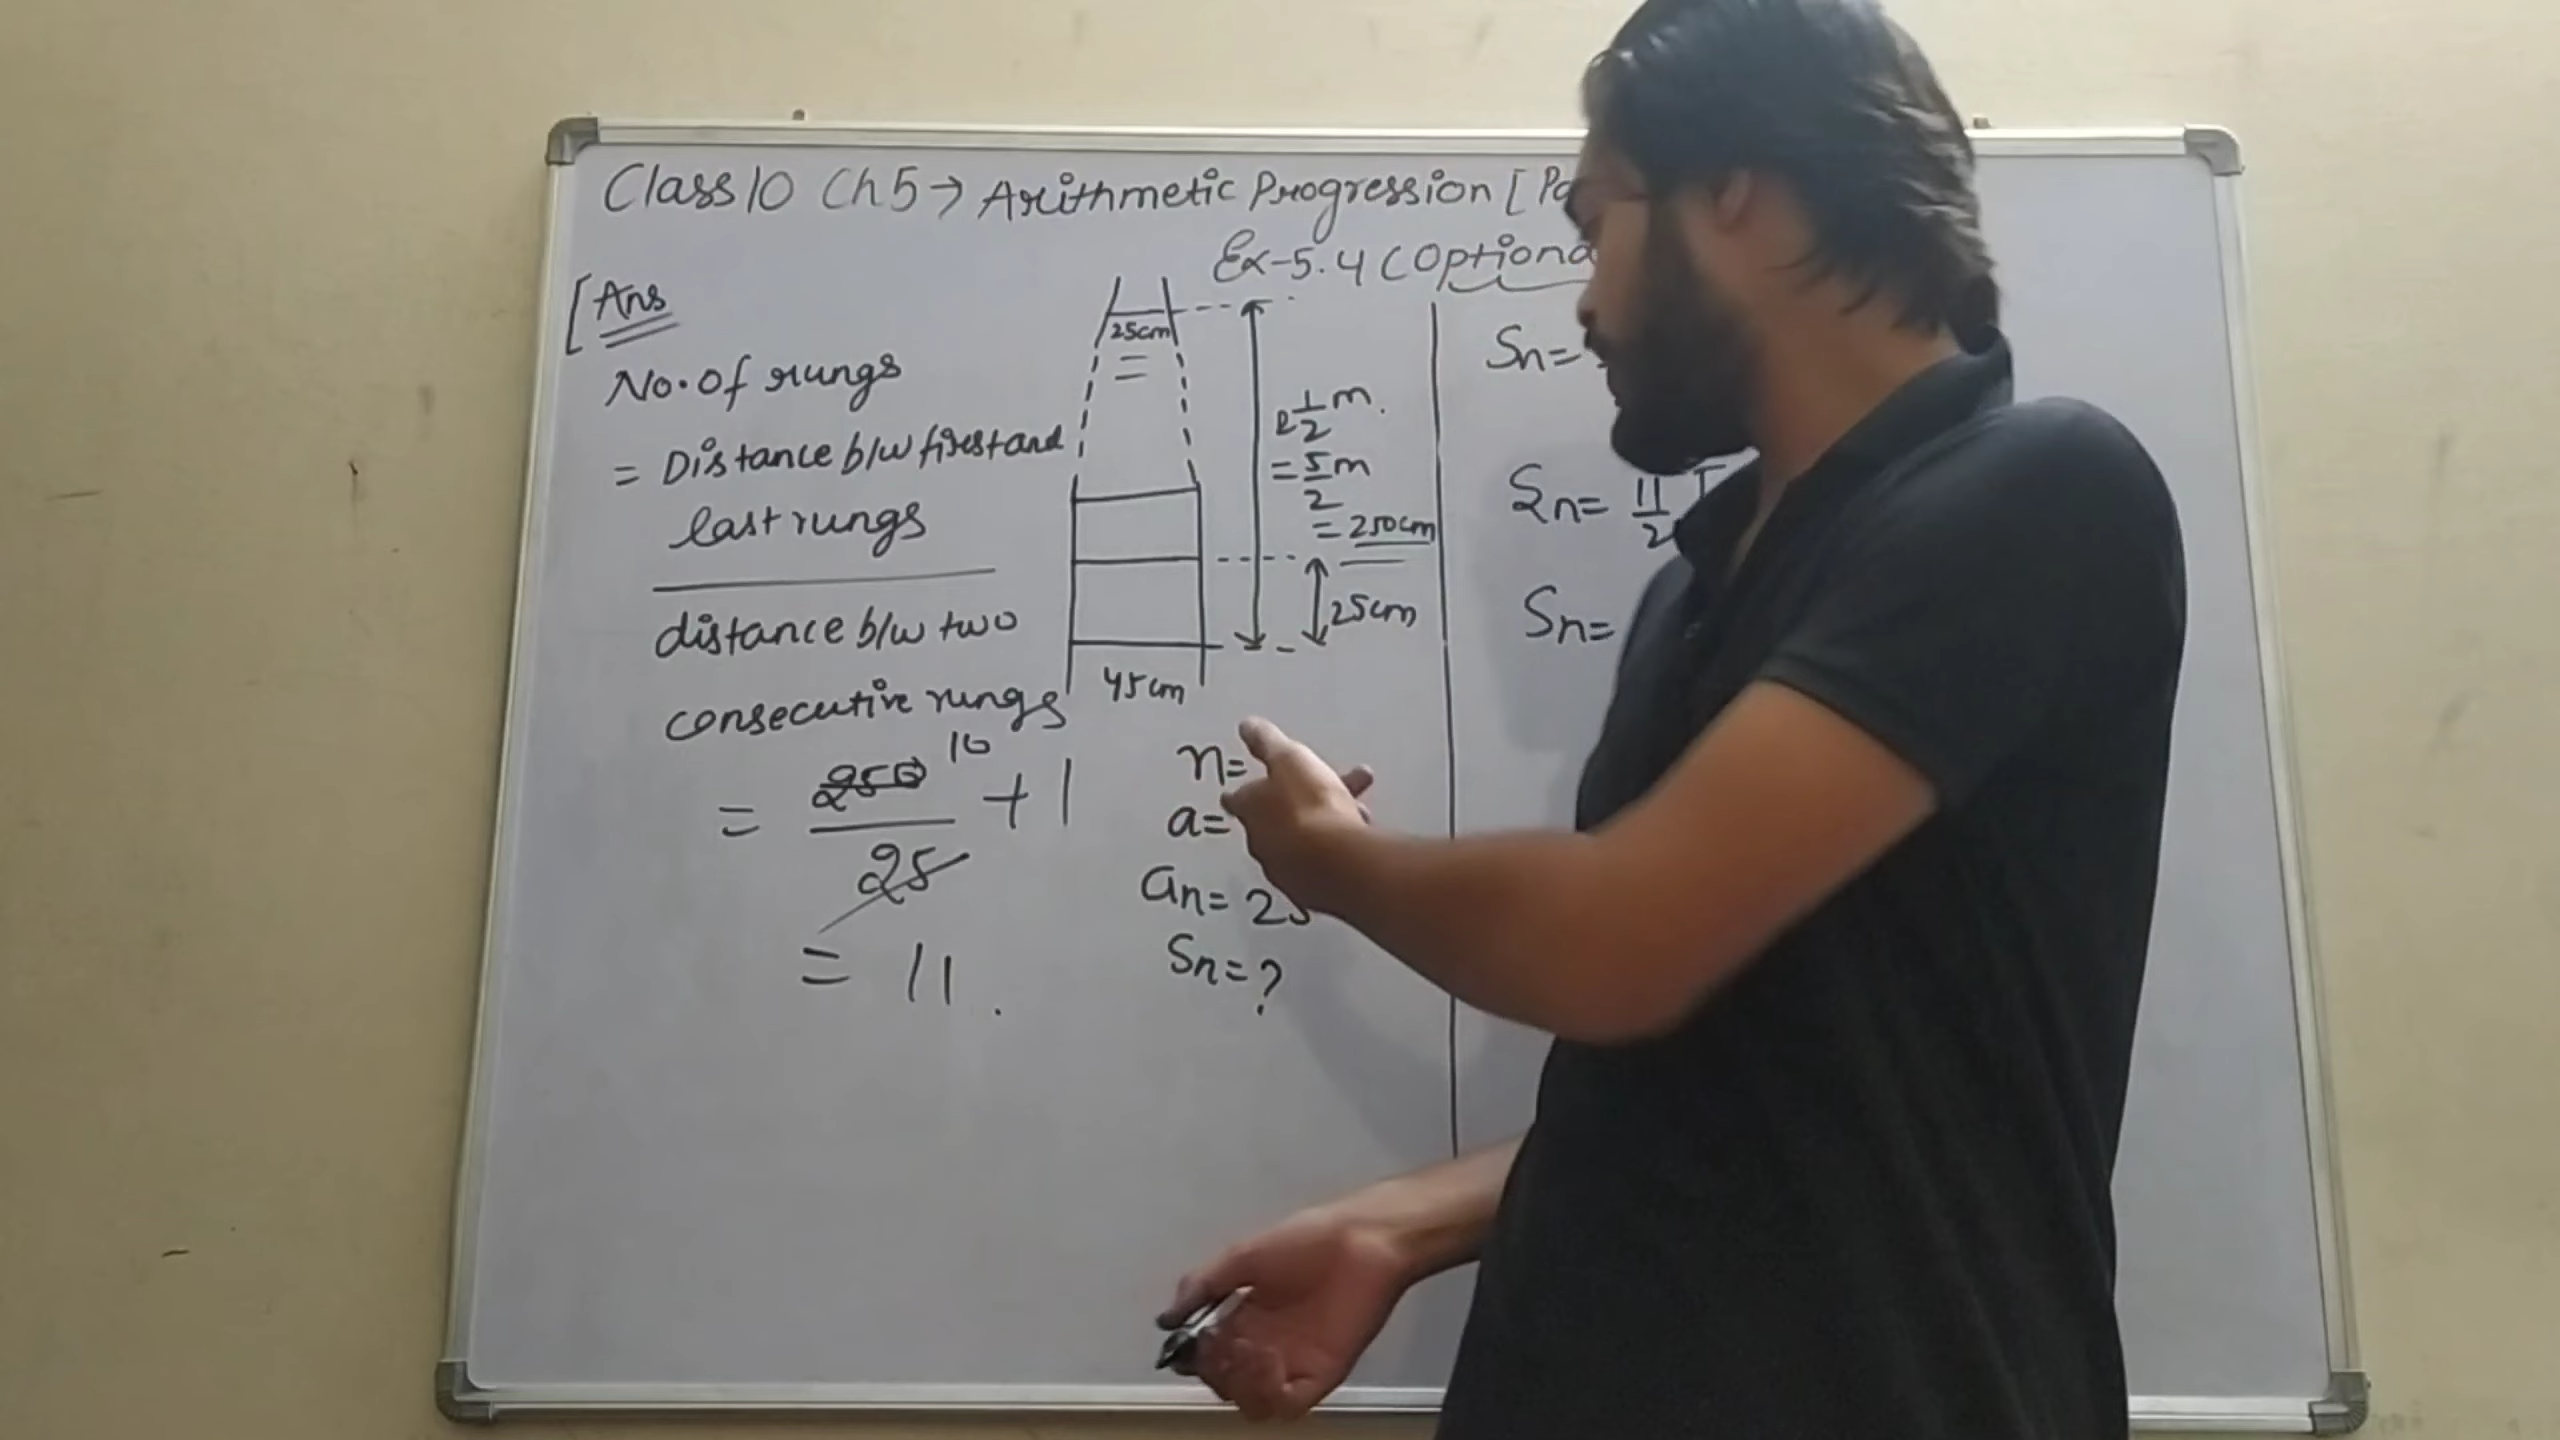 Class 10 Ch 5 → Arithmetic Progression [
Ex-5.4 (Optiona
[Ans
No. of rungs
= Distance b/w first and
last rungs
distance b/w two
consecutive rungs
= 250 10 + 1
25
= 11.
25cm
=
2 1/2 m.
= 5/2 m
= 250cm
25cm
45cm
n=
a=
an= 25
Sn= ?
Sn=
Sn= 11/2 [
Sn=